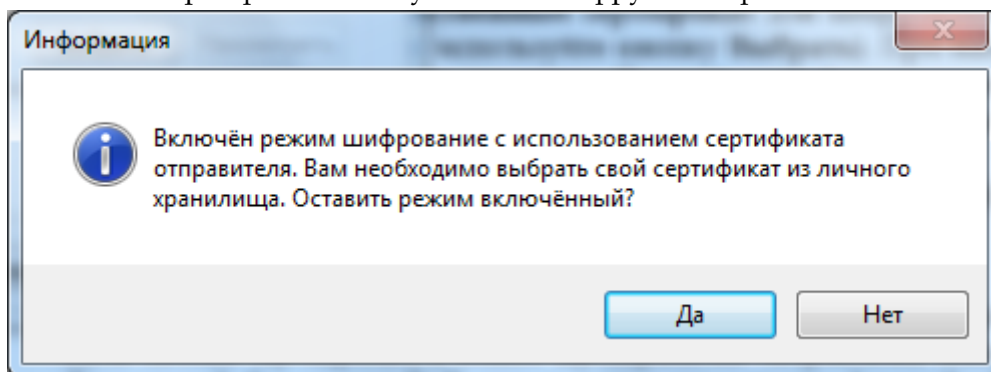 Информация
Включён режим шифрование с использованием сертификата
отправителя. Вам необходимо выбрать свой сертификат из личного
хранилища. Оставить режим включённый?
Да
Нет